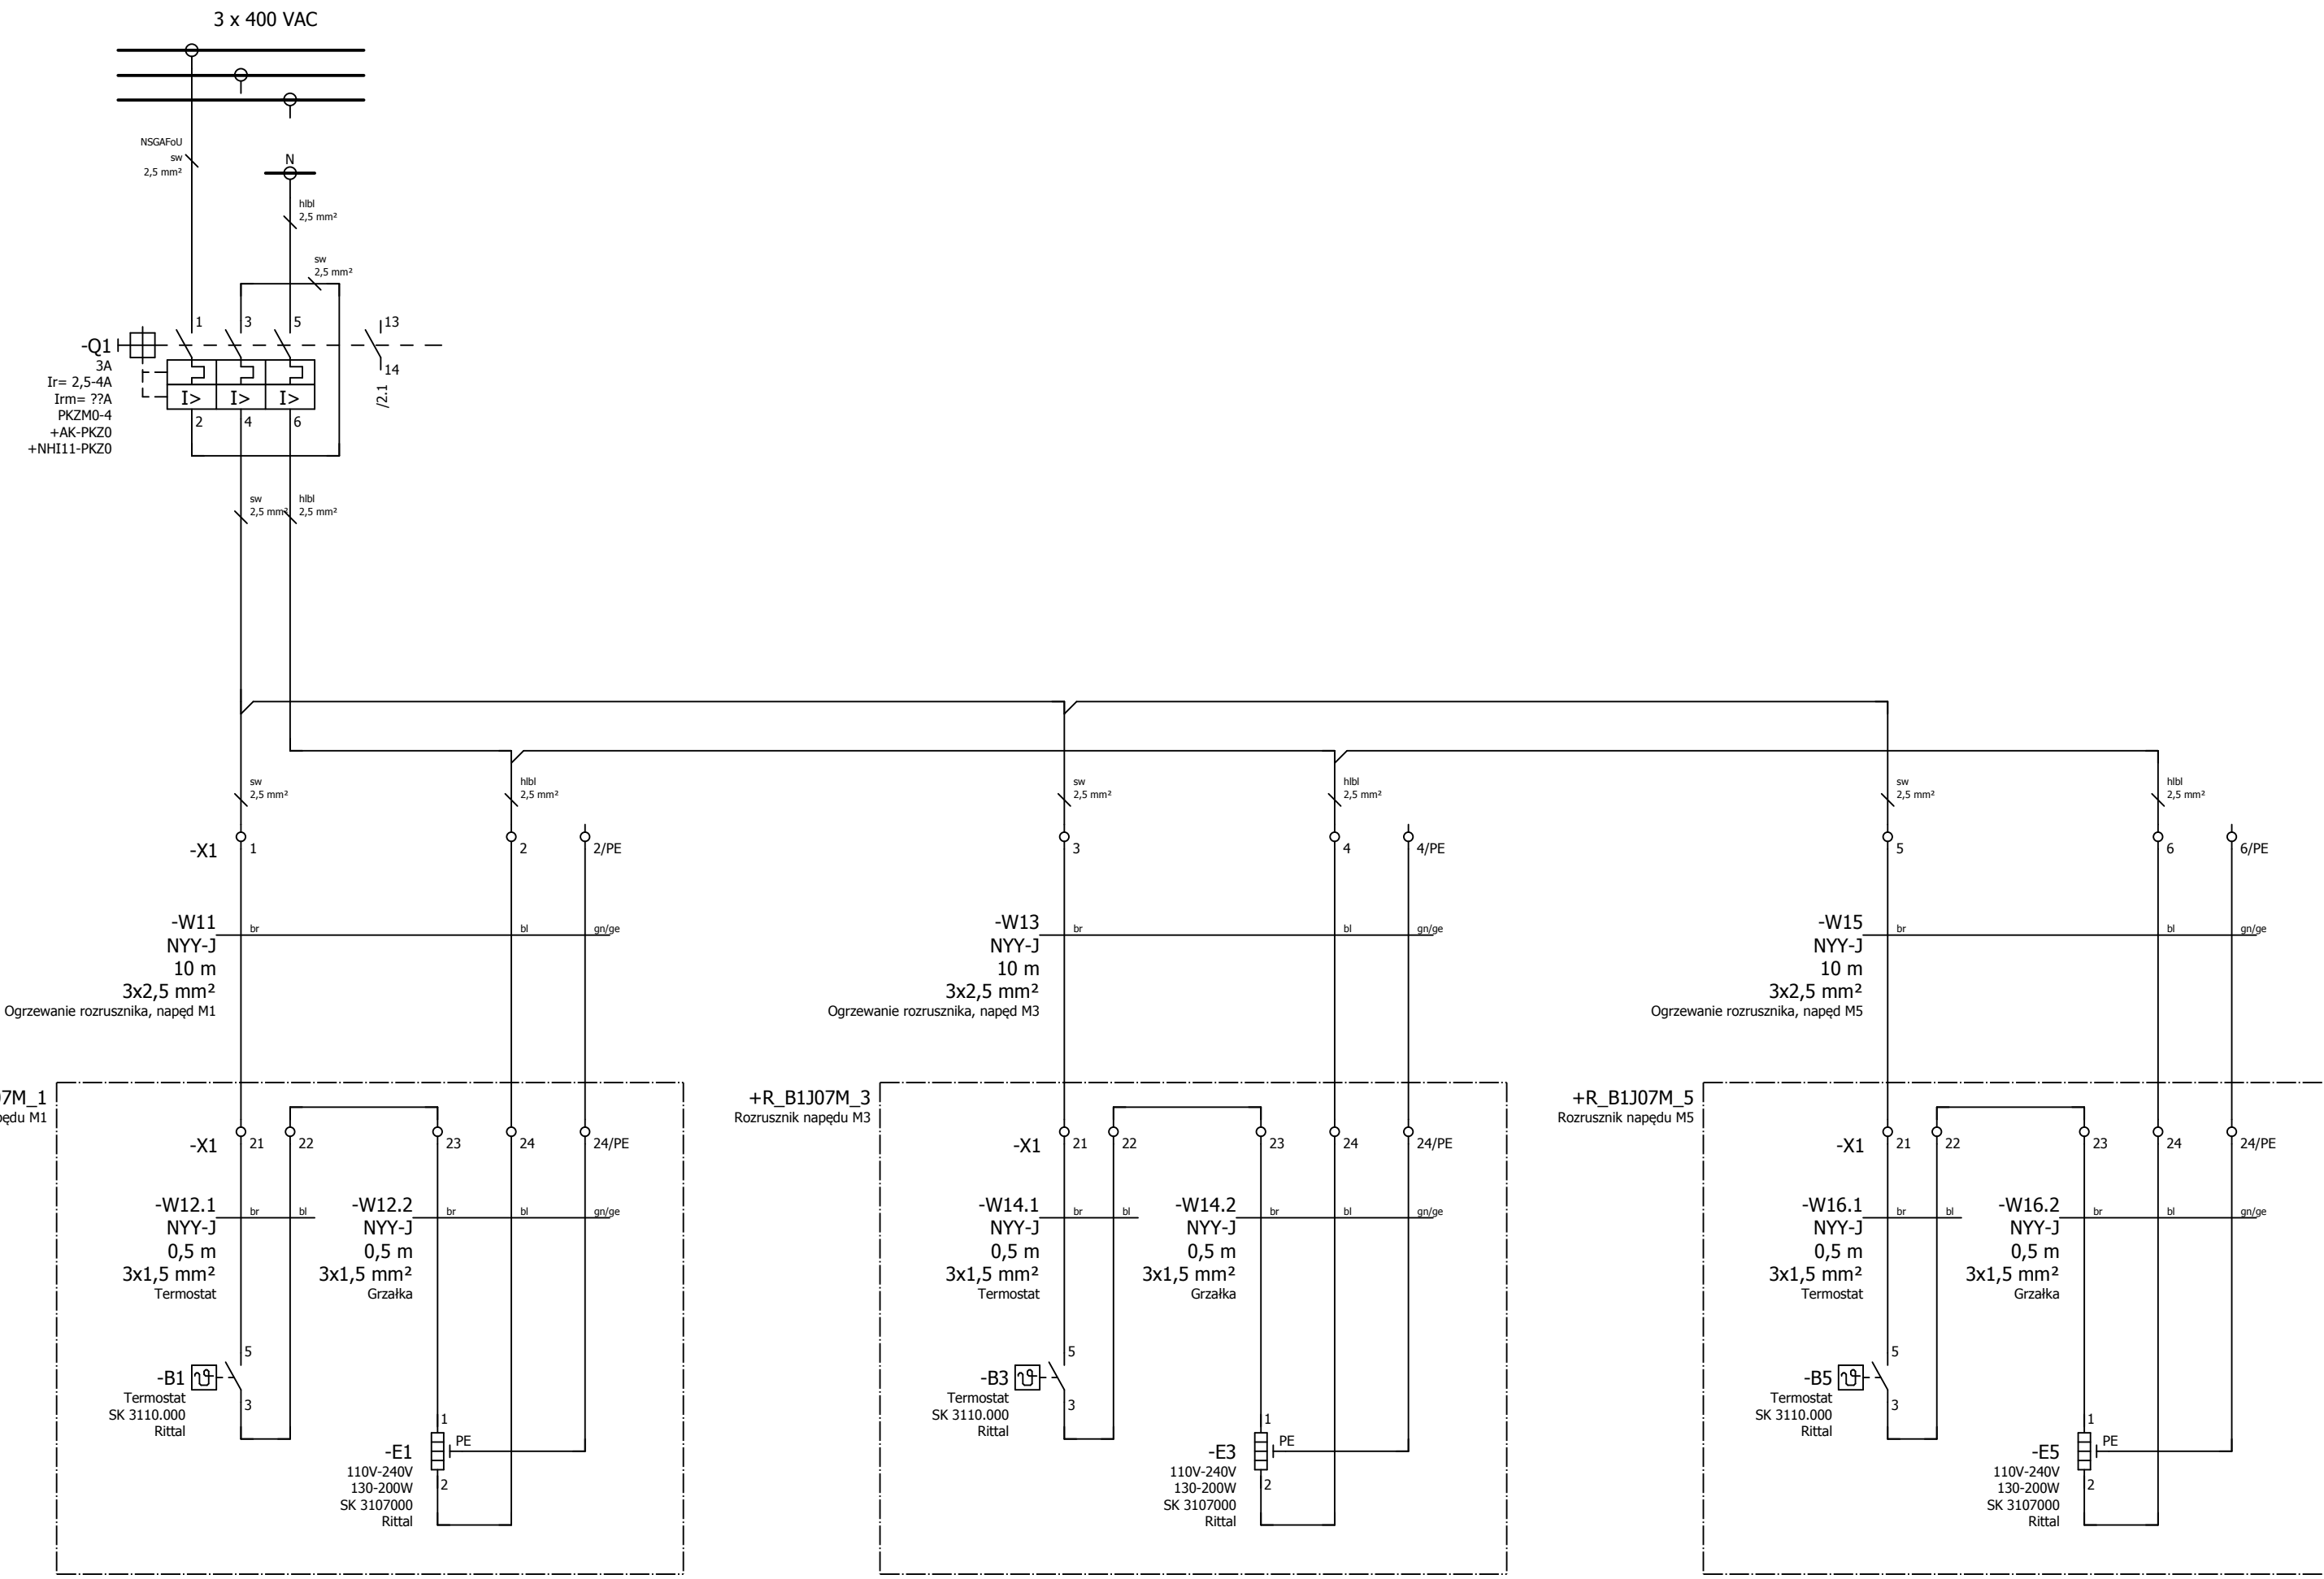 3 x 400 VAC
NSGAFoU
sw
2,5 mm²
N
hlbl
2,5 mm²
sw
2,5 mm²
-Q1
3A
Ir= 2,5-4A
Irm= ??A
PKZM0-4
+AK-PKZ0
+NHI11-PKZ0
1
3
5
13
14
/2.1
I>
I>
I>
2
4
6
sw
2,5 mm²
hlbl
2,5 mm²
sw
2,5 mm²
hlbl
2,5 mm²
sw
2,5 mm²
hlbl
2,5 mm²
sw
2,5 mm²
hlbl
2,5 mm²
-X1
1
2
2/PE
3
4
4/PE
5
6
6/PE
-W11
NYY-J
10 m
3x2,5 mm²
Ogrzewanie rozrusznika, napęd M1
br
bl
gn/ge
-W13
NYY-J
10 m
3x2,5 mm²
Ogrzewanie rozrusznika, napęd M3
br
bl
gn/ge
-W15
NYY-J
10 m
3x2,5 mm²
Ogrzewanie rozrusznika, napęd M5
br
bl
gn/ge
07M_1
pędu M1
-X1
21
22
23
24
24/PE
-W12.1
NYY-J
0,5 m
3x1,5 mm²
Termostat
br
bl
-W12.2
NYY-J
0,5 m
3x1,5 mm²
Grzałka
br
bl
gn/ge
-B1
Termostat
SK 3110.000
Rittal
5
3
-E1
110V-240V
130-200W
SK 3107000
Rittal
1
PE
2
+R_B1J07M_3
Rozrusznik napędu M3
-X1
21
22
23
24
24/PE
-W14.1
NYY-J
0,5 m
3x1,5 mm²
Termostat
br
bl
-W14.2
NYY-J
0,5 m
3x1,5 mm²
Grzałka
br
bl
gn/ge
-B3
Termostat
SK 3110.000
Rittal
5
3
-E3
110V-240V
130-200W
SK 3107000
Rittal
1
PE
2
+R_B1J07M_5
Rozrusznik napędu M5
-X1
21
22
23
24
24/PE
-W16.1
NYY-J
0,5 m
3x1,5 mm²
Termostat
br
bl
-W16.2
NYY-J
0,5 m
3x1,5 mm²
Grzałka
br
bl
gn/ge
-B5
Termostat
SK 3110.000
Rittal
5
3
-E5
110V-240V
130-200W
SK 3107000
Rittal
1
PE
2